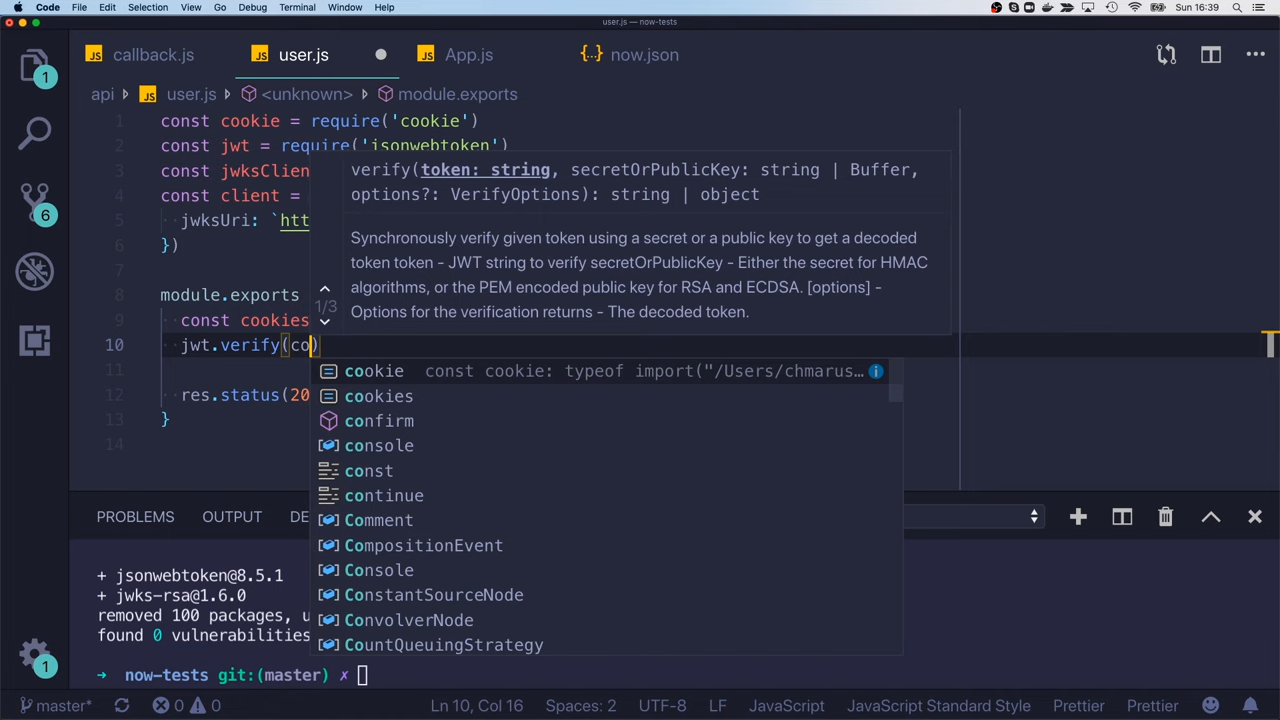 Code File Edit Selection View Go Debug Terminal Window Help Sun 16:39
user.js — now-tests
callback.js user.js App.js now.json
api user.js <unknown> module.exports
1 const cookie = require('cookie')
2 const jwt = require('jsonwebtoken')
3 const jwksClien
4 const client =
5 jwksUri: `htt
6 })
7
8 module.exports
9 const cookies
10 jwt.verify(co)
11
12 res.status(20
13 }
14
verify(token: string, secretOrPublicKey: string | Buffer,
options?: VerifyOptions): string | object
Synchronously verify given token using a secret or a public key to get a decoded
token token - JWT string to verify secretOrPublicKey - Either the secret for HMAC
algorithms, or the PEM encoded public key for RSA and ECDSA. [options] -
Options for the verification returns - The decoded token.
1/3
cookie const cookie: typeof import("/Users/chmarus…
cookies
confirm
console
const
continue
Comment
CompositionEvent
Console
ConstantSourceNode
ConvolverNode
CountQueuingStrategy
PROBLEMS OUTPUT DE
+ jsonwebtoken@8.5.1
+ jwks-rsa@1.6.0
removed 100 packages, u
found 0 vulnerabilities
→ now-tests git:(master) ✗
1
6
1
master* 0 0 Ln 10, Col 16 Spaces: 2 UTF-8 LF JavaScript JavaScript Standard Style Prettier Prettier